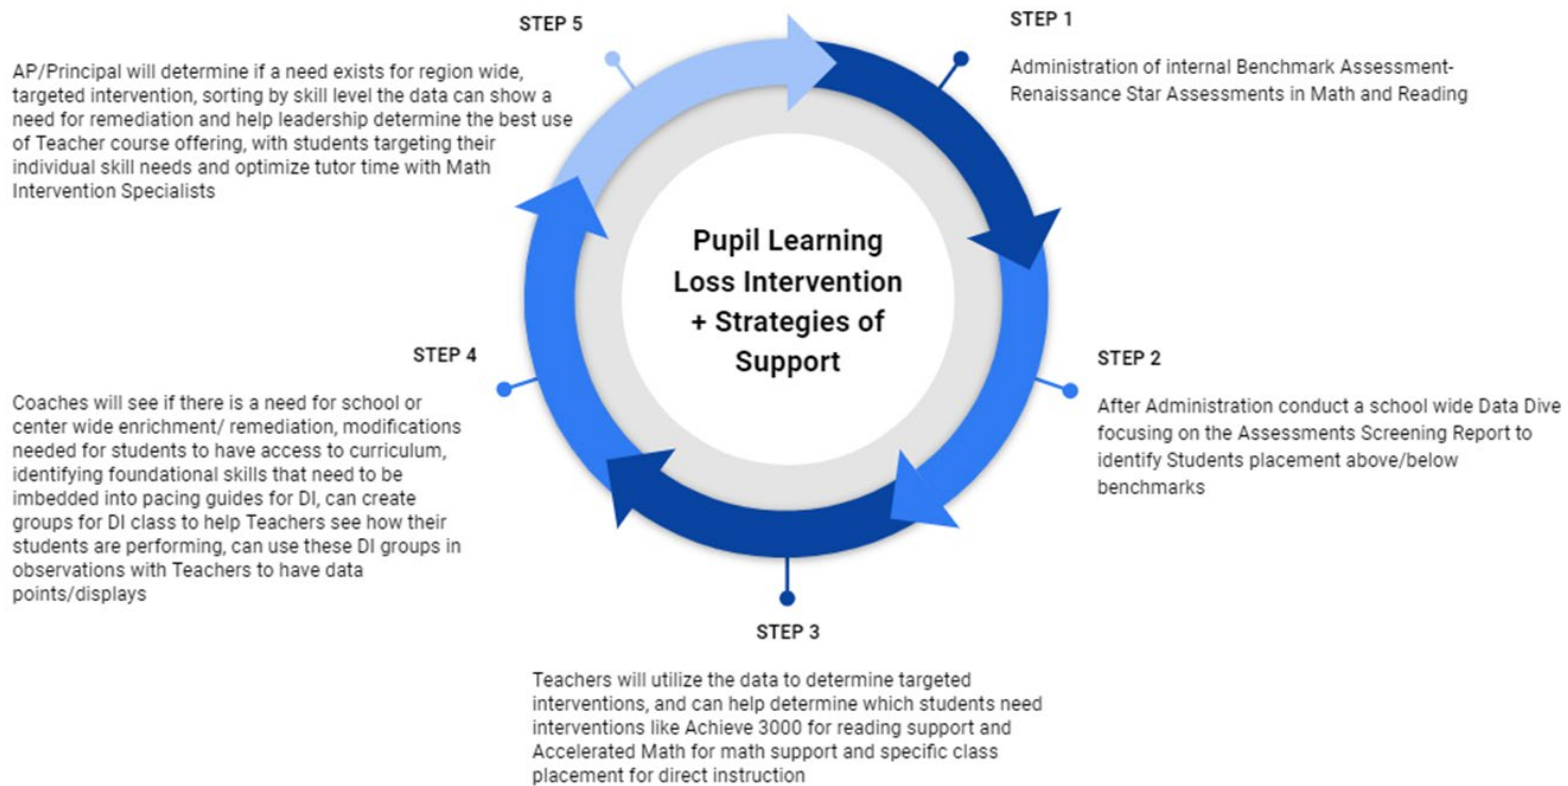 Pupil Learning
Loss Intervention
+ Strategies of
Support
STEP 1
Administration of internal Benchmark Assessment-
Renaissance Star Assessments in Math and Reading
STEP 2
After Administration conduct a school wide Data Dive
focusing on the Assessments Screening Report to
identify Students placement above/below
benchmarks
STEP 3
Teachers will utilize the data to determine targeted
interventions, and can help determine which students need
interventions like Achieve 3000 for reading support and
Accelerated Math for math support and specific class
placement for direct instruction
STEP 4
Coaches will see if there is a need for school or
center wide enrichment/ remediation, modifications
needed for students to have access to curriculum,
identifying foundational skills that need to be
imbedded into pacing guides for DI, can create
groups for DI class to help Teachers see how their
students are performing, can use these DI groups in
observations with Teachers to have data
points/displays
STEP 5
AP/Principal will determine if a need exists for region wide,
targeted intervention, sorting by skill level the data can show a
need for remediation and help leadership determine the best use
of Teacher course offering, with students targeting their
individual skill needs and optimize tutor time with Math
Intervention Specialists